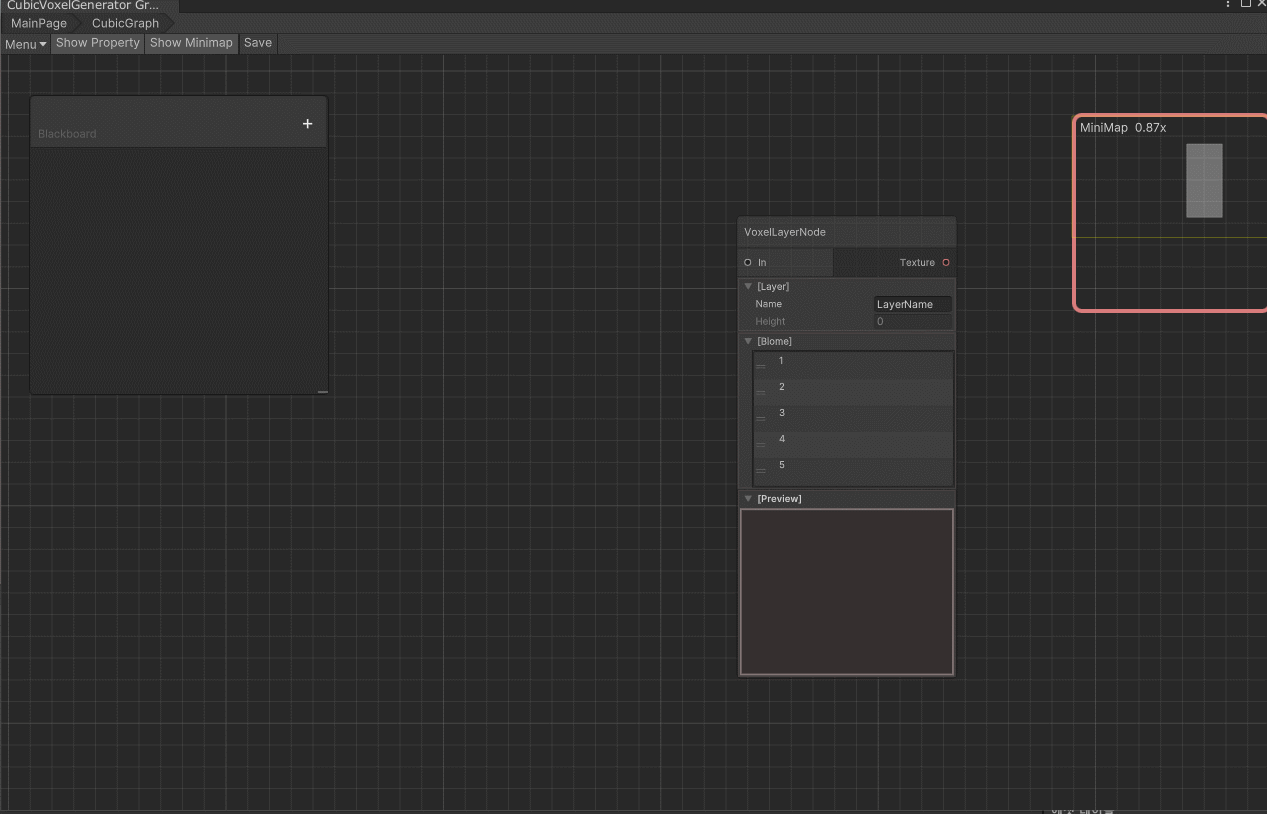 CubicVoxelGenerator Gr...
MainPage CubicGraph
Menu Show Property Show Minimap Save
Blackboard
MiniMap 0.87x
VoxelLayerNode
In Texture
[Layer]
Name LayerName
Height 0
[Biome]
1
2
3
4
5
[Preview]